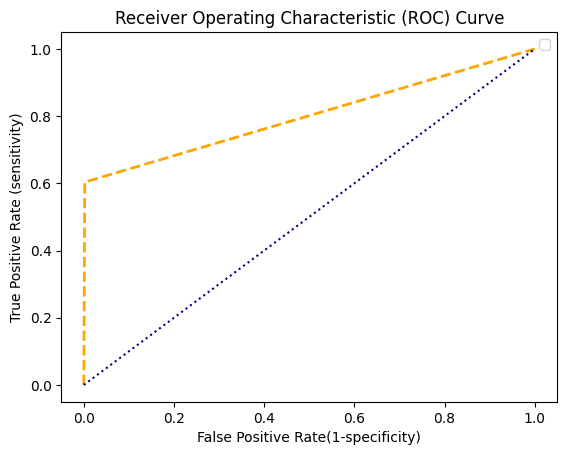 Receiver Operating Characteristic (ROC) Curve
1.0
0.8
0.6
0.4
0.2
0.0
True Positive Rate (sensitivity)
0.0 0.2 0.4 0.6 0.8 1.0
False Positive Rate(1-specificity)